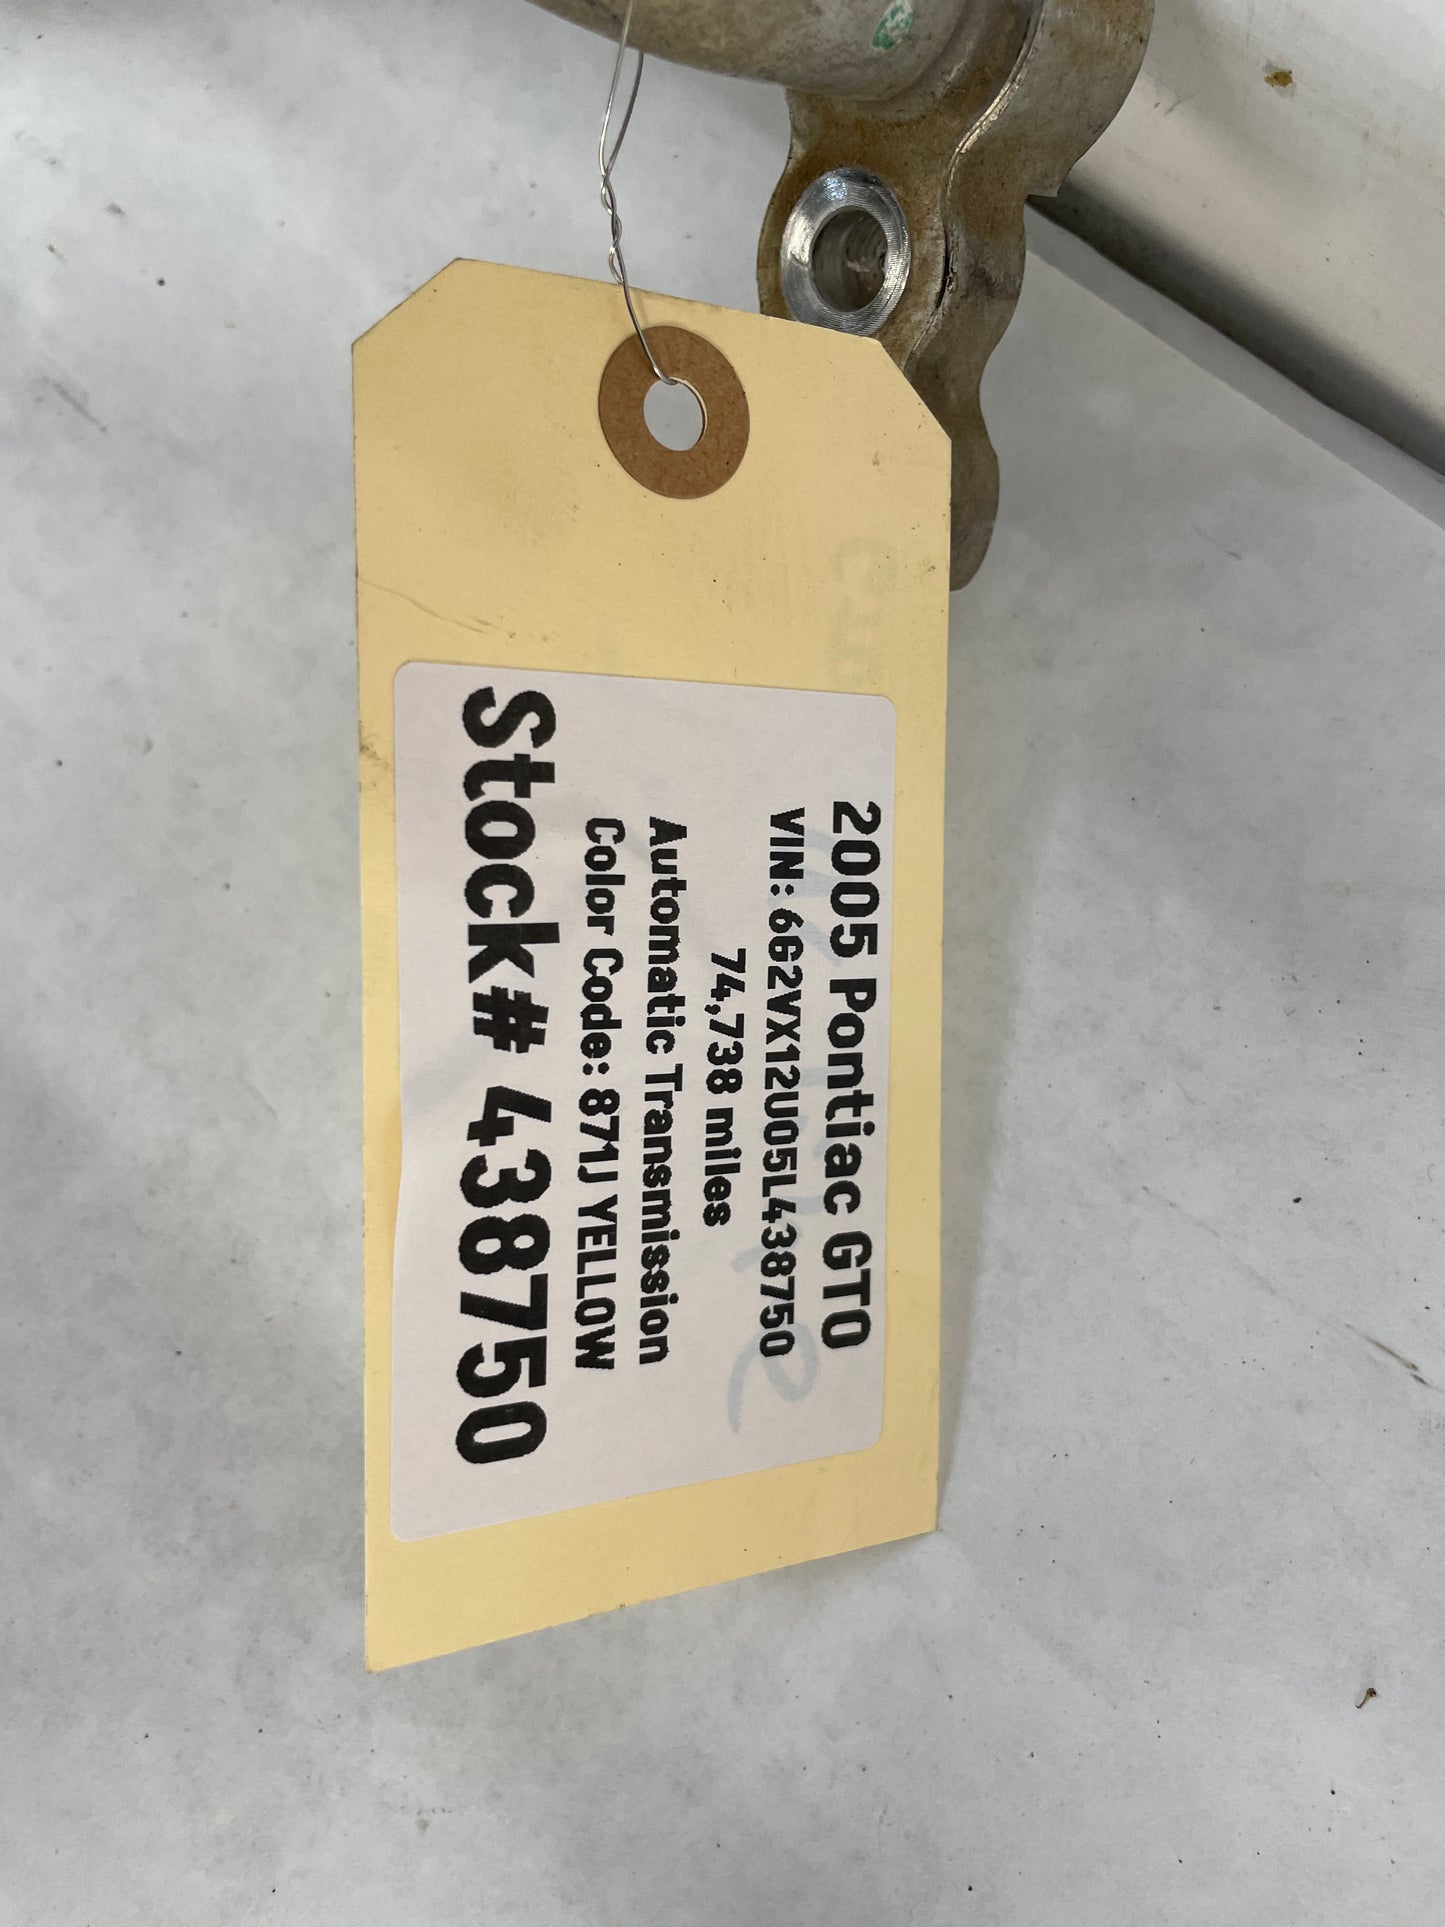 2005 Pontiac GTO
VIN: 6G2VX12U05L438750
74,738 miles
Automatic Transmission
Color Code: 871J YELLOW
Stock# 438750